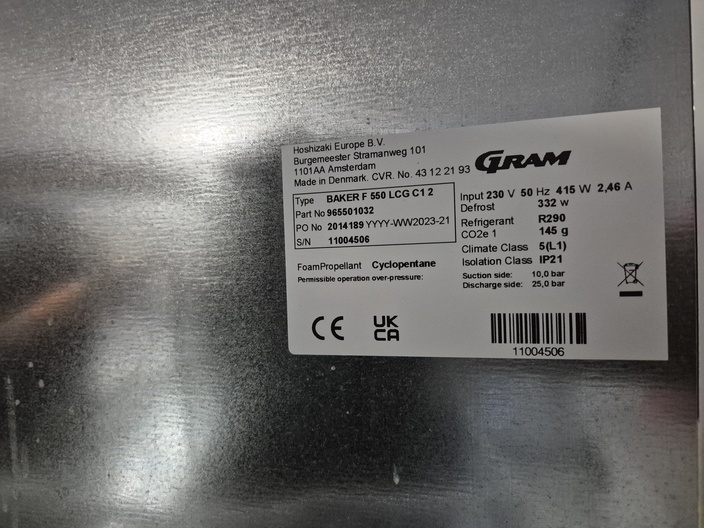 Hoshizaki Europe B.V.
Burgemeester Stramanweg 101
1101AA Amsterdam
Made in Denmark. CVR. No. 43 12 21 93
GRAM
Type BAKER F 550 LCG C1 2
Part No 965501032
PO No 2014189 YYYY-WW2023-21
S/N 11004506
Input 230 V 50 Hz 415 W 2,46 A
Defrost 332 w
Refrigerant R290
CO2e 1 145 g
Climate Class 5(L1)
Isolation Class IP21
Suction side: 10,0 bar
Discharge side: 25,0 bar
FoamPropellant Cyclopentane
Permissible operation over-pressure:
CE
UK
CA
11004506